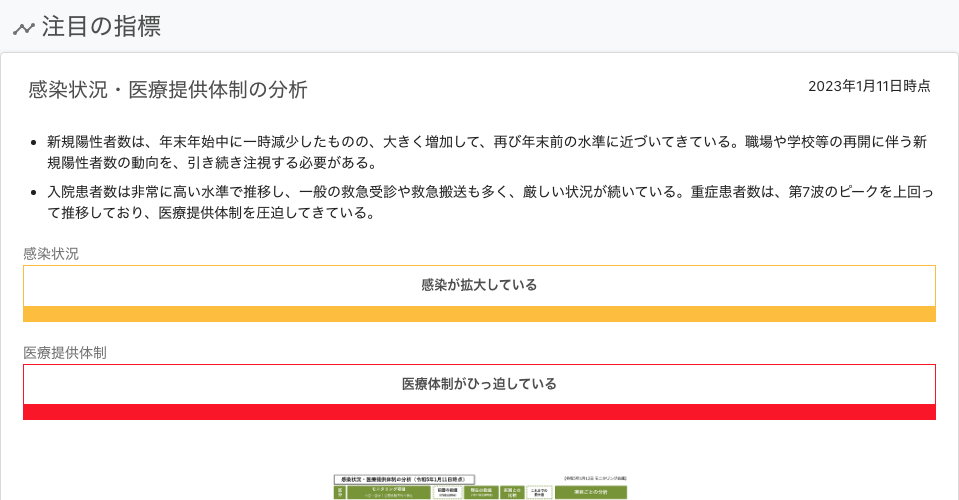 注目の指標
感染状況・医療提供体制の分析
2023年1月11日時点
新規陽性者数は、年末年始中に一時減少したものの、大きく増加して、再び年末前の水準に近づいてきている。職場や学校等の再開に伴う新
規陽性者数の動向を、引き続き注視する必要がある。
入院患者数は非常に高い水準で推移し、一般の救急受診や救急搬送も多く、厳しい状況が続いている。重症患者数は、第7波のピークを上回っ
て推移しており、医療提供体制を圧迫してきている。
感染状況
感染が拡大している
医療提供体制
医療体制がひっ迫している
感染状況・医療提供体制の分析（令和5年1月11日時点）